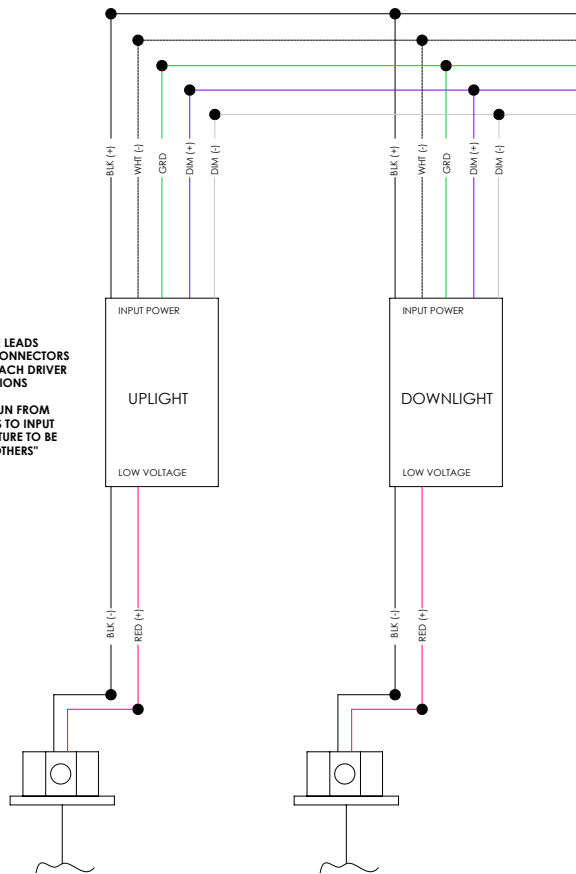 BLK (+)
WHT (-)
GRD
DIM (+)
DIM (-)
BLK (+)
WHT (-)
GRD
DIM (+)
DIM (-)
INPUT POWER
UPLIGHT
LOW VOLTAGE
INPUT POWER
DOWNLIGHT
LOW VOLTAGE
LEADS
ONNECTORS
ACH DRIVER
IONS
UN FROM
S TO INPUT
TURE TO BE
OTHERS"
BLK (-)
RED (+)
BLK (-)
RED (+)